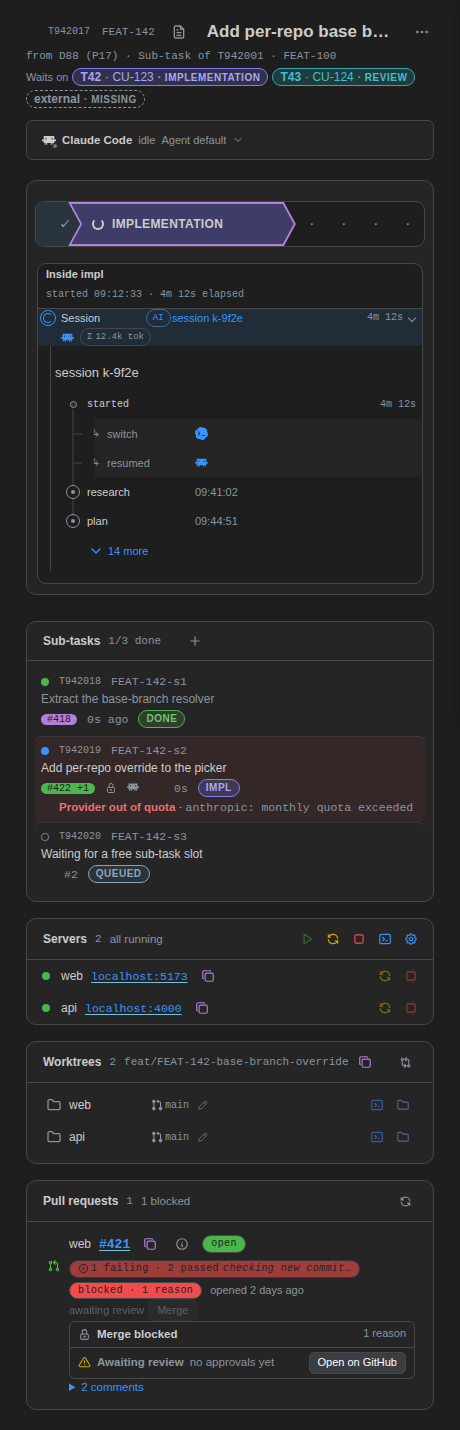 T942017 FEAT-142 Add per-repo base b…
from D88 (P17) · Sub-task of T942001 · FEAT-100
Waits on T42 · CU-123 · IMPLEMENTATION T43 · CU-124 · REVIEW
external · MISSING
Claude Code idle Agent default
✓ IMPLEMENTATION · · · ·
Inside impl
started 09:12:33 · 4m 12s elapsed
Session AI session k-9f2e 4m 12s
Σ 12.4k tok
session k-9f2e
started 4m 12s
↳ switch
↳ resumed
research 09:41:02
plan 09:44:51
14 more
Sub-tasks 1/3 done
T942018 FEAT-142-s1
Extract the base-branch resolver
#418 0s ago DONE
T942019 FEAT-142-s2
Add per-repo override to the picker
#422 +1 0s IMPL
Provider out of quota · anthropic: monthly quota exceeded
T942020 FEAT-142-s3
Waiting for a free sub-task slot
#2 QUEUED
Servers 2 all running
web localhost:5173
api localhost:4000
Worktrees 2 feat/FEAT-142-base-branch-override
web main
api main
Pull requests 1 1 blocked
web #421 open
1 failing · 2 passed checking new commit…
blocked · 1 reason opened 2 days ago
awaiting review Merge
Merge blocked 1 reason
Awaiting review no approvals yet Open on GitHub
2 comments